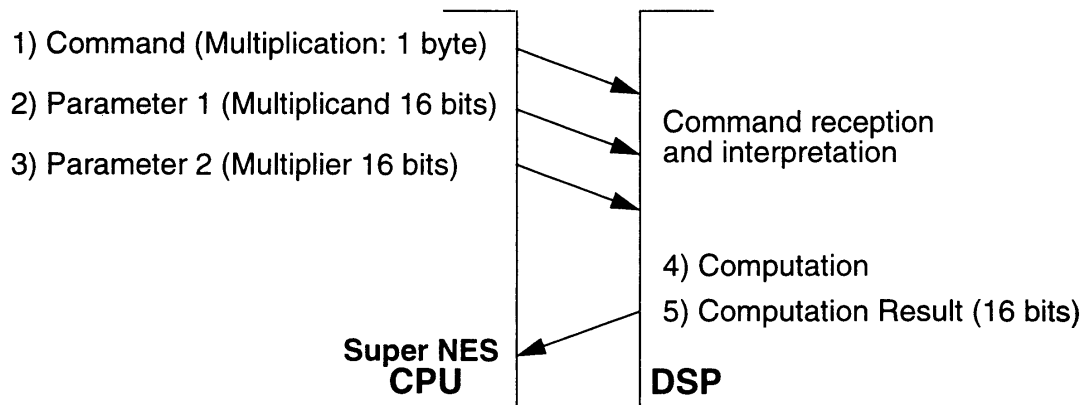 1) Command (Multiplication: 1 byte)
2) Parameter 1 (Multiplicand 16 bits)
3) Parameter 2 (Multiplier 16 bits)
Command reception
and interpretation
4) Computation
5) Computation Result (16 bits)
Super NES
CPU
DSP